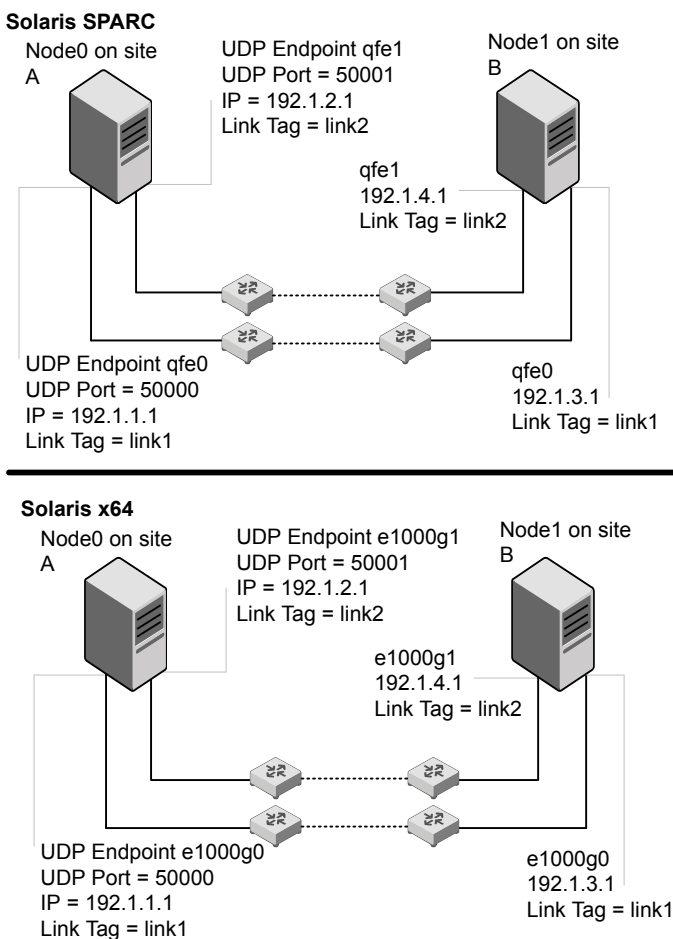 Solaris SPARC
Node0 on site
A
UDP Endpoint qfe1
UDP Port = 50001
IP = 192.1.2.1
Link Tag = link2
Node1 on site
B
qfe1
192.1.4.1
Link Tag = link2
UDP Endpoint qfe0
UDP Port = 50000
IP = 192.1.1.1
Link Tag = link1
qfe0
192.1.3.1
Link Tag = link1
Solaris x64
Node0 on site
A
UDP Endpoint e1000g1
UDP Port = 50001
IP = 192.1.2.1
Link Tag = link2
Node1 on site
B
e1000g1
192.1.4.1
Link Tag = link2
UDP Endpoint e1000g0
UDP Port = 50000
IP = 192.1.1.1
Link Tag = link1
e1000g0
192.1.3.1
Link Tag = link1